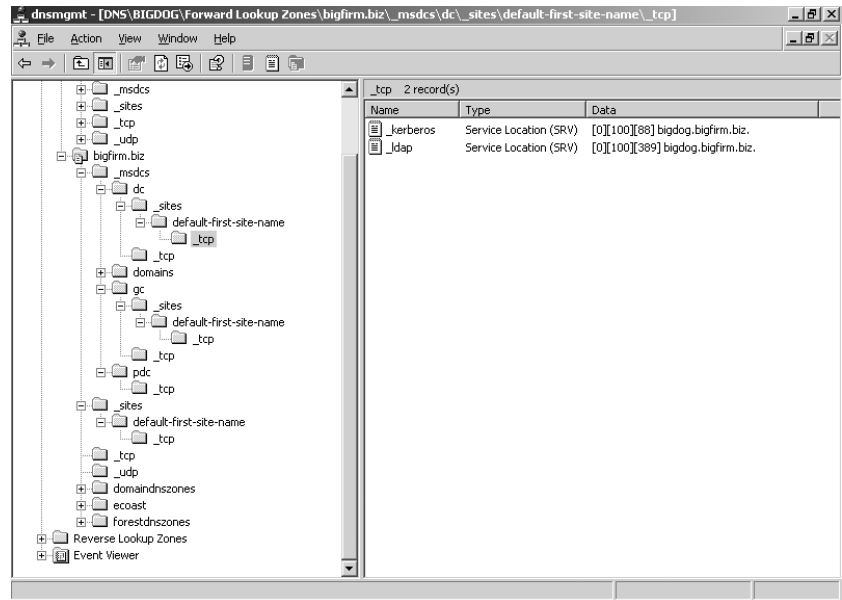 dnsmgmt - [DNS\BIGDOG\Forward Lookup Zones\bigfirm.biz\_msdcs\dc\_sites\default-first-site-name\_tcp]
File Action View Window Help
_msdcs
_sites
_tcp
_udp
bigfirm.biz
_msdcs
dc
_sites
default-first-site-name
_tcp
_tcp
domains
gc
_sites
default-first-site-name
_tcp
_tcp
pdc
_tcp
_sites
default-first-site-name
_tcp
_tcp
_udp
domaindnszones
ecoast
forestdnszones
Reverse Lookup Zones
Event Viewer
_tcp 2 record(s)
Name Type Data
_kerberos Service Location (SRV) [0][100][88] bigdog.bigfirm.biz.
_ldap Service Location (SRV) [0][100][389] bigdog.bigfirm.biz.